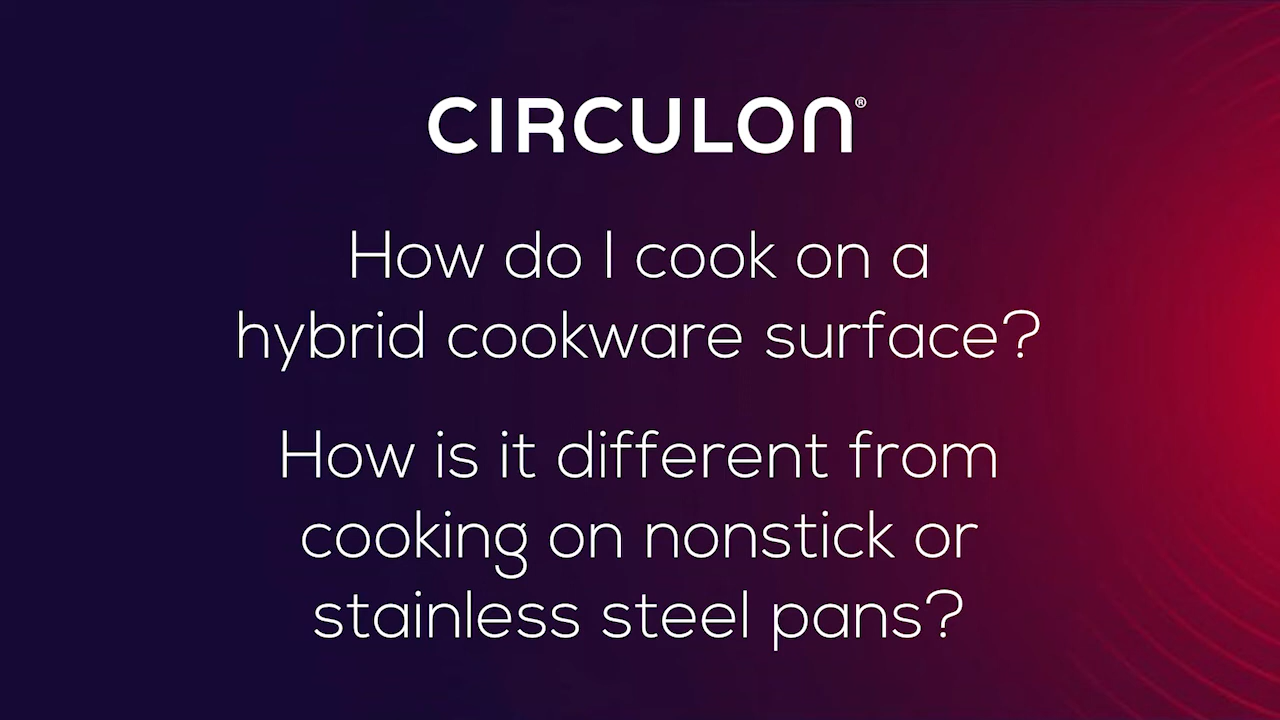 CIRCULON®
How do I cook on a
hybrid cookware surface?
How is it different from
cooking on nonstick or
stainless steel pans?